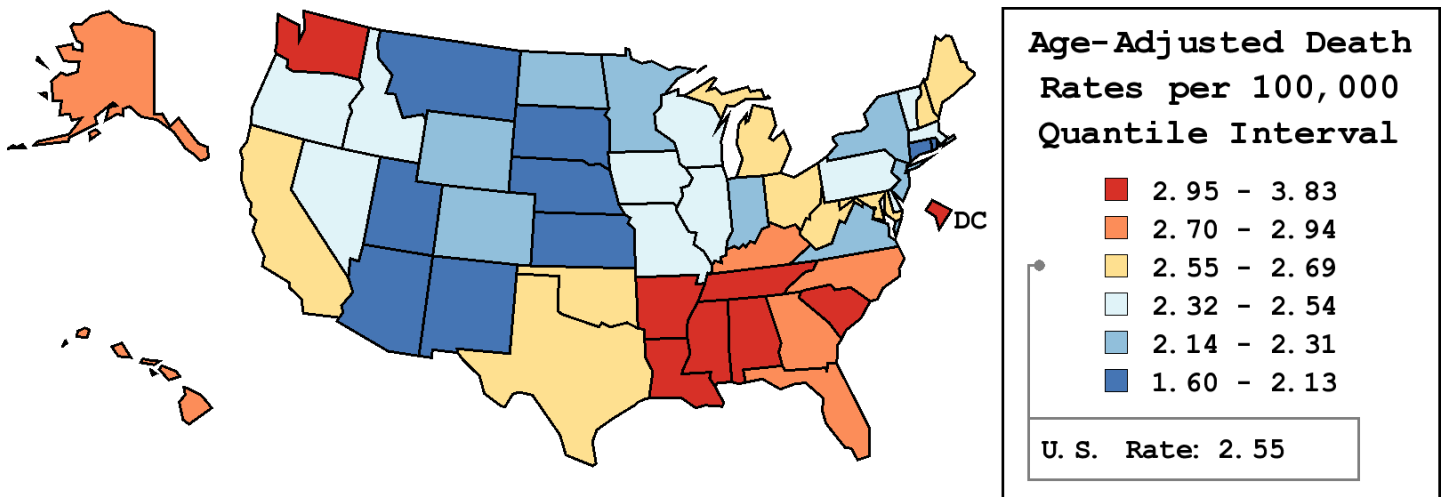 DC
Age-Adjusted Death
Rates per 100,000
Quantile Interval
2.95 - 3.83
2.70 - 2.94
2.55 - 2.69
2.32 - 2.54
2.14 - 2.31
1.60 - 2.13
U.S. Rate: 2.55